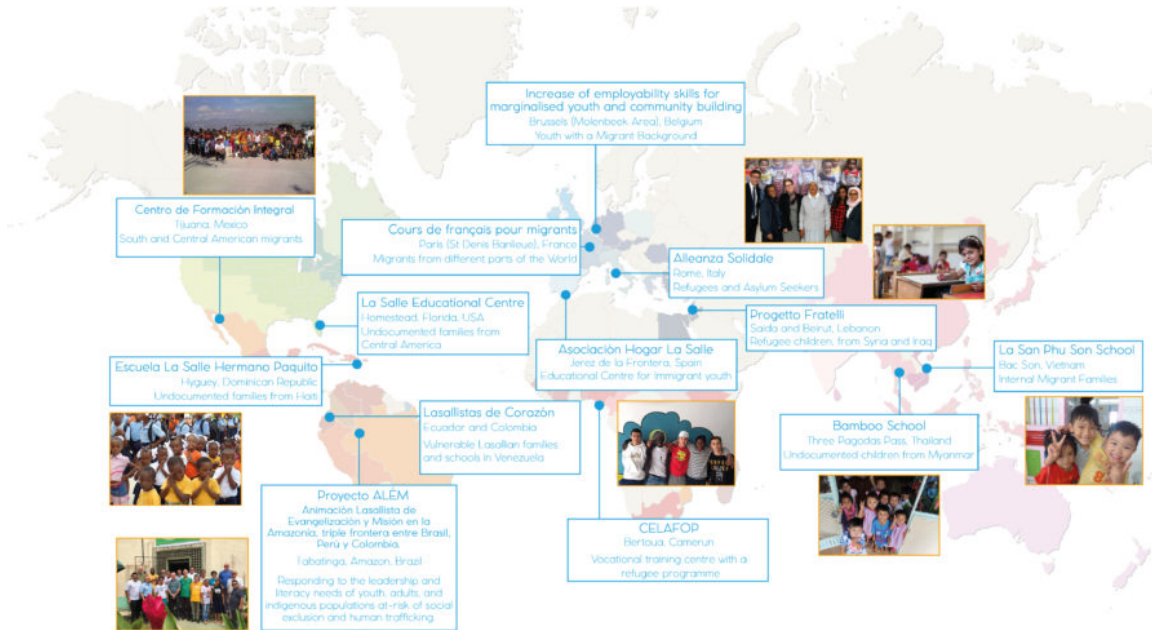 Increase of employability skills for
marginalised youth and community building
Brussels (Molenbeek Area), Belgium
Youth with a Migrant Background
Centro de Formación Integral
Tijuana, Mexico
South and Central American migrants
Cours de français pour migrants
Paris (St Denis Banlieue), France
Migrants from different parts of the World
Alleanza Solidale
Rome, Italy
Refugees and Asylum Seekers
La Salle Educational Centre
Homestead, Florida, USA
Undocumented families from
Central America
Progetto Fratelli
Saida and Beirut, Lebanon
Refugee children, from Syria and Iraq
Asociación Hogar La Salle
Jerez de la Frontera, Spain
Educational Centre for Immigrant youth
La San Phu Son School
Bac Son, Vietnam
Internal Migrant Families
Escuela La Salle Hermano Paquito
Hyguey, Dominican Republic
Undocumented families from Haiti
Lasallistas de Corazón
Ecuador and Colombia
Vulnerable Lasallian families
and schools in Venezuela
Bamboo School
Three Pagodas Pass, Thailand
Undocumented children from Myanmar
Proyecto ALÉM
Animación Lasallista de
Evangelización y Misión en la
Amazonía, triple frontera entre Brasil,
Perú y Colombia.
Tabatinga, Amazon, Brazil
Responding to the leadership and
literacy needs of youth, adults, and
indigenous populations at-risk of social
exclusion and human trafficking
CELAFOP
Bertoua, Camerun
Vocational training centre with a
refugee programme